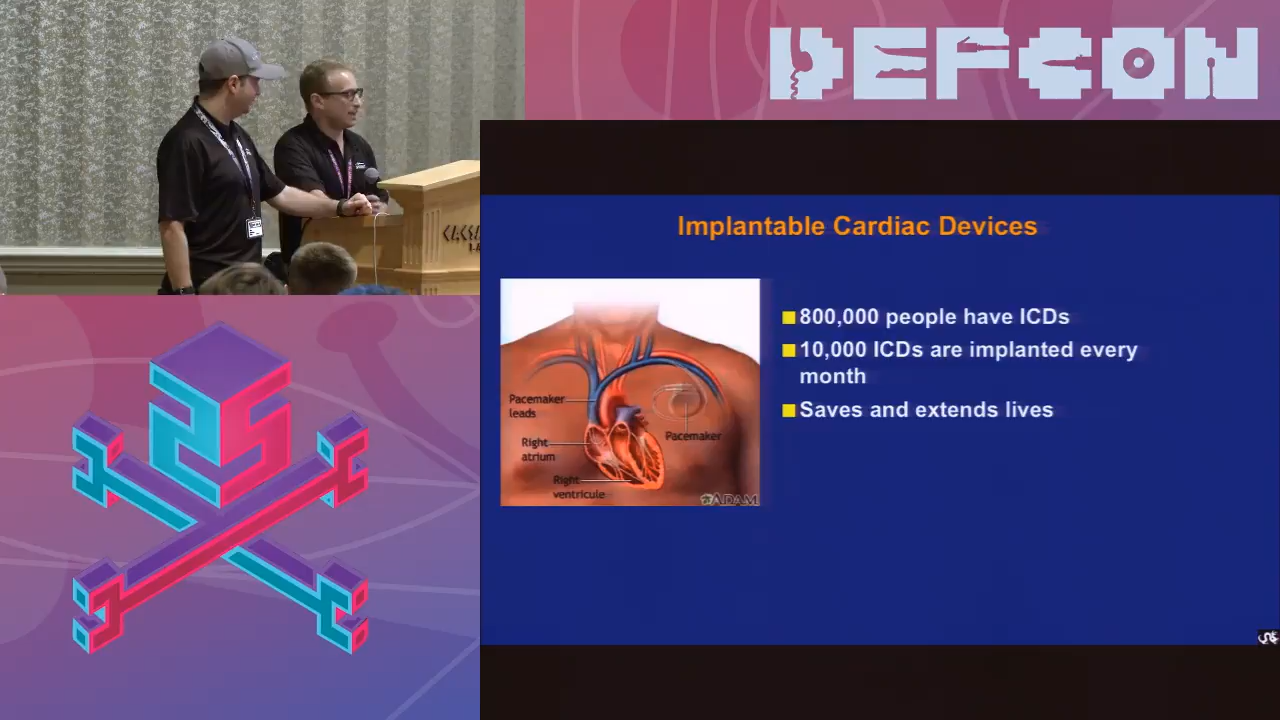 DEFCON
Implantable Cardiac Devices
800,000 people have ICDs
10,000 ICDs are implanted every
month
Saves and extends lives
Pacemaker
leads
Right
atrium
Pacemaker
Right
ventricule
ADAM
25